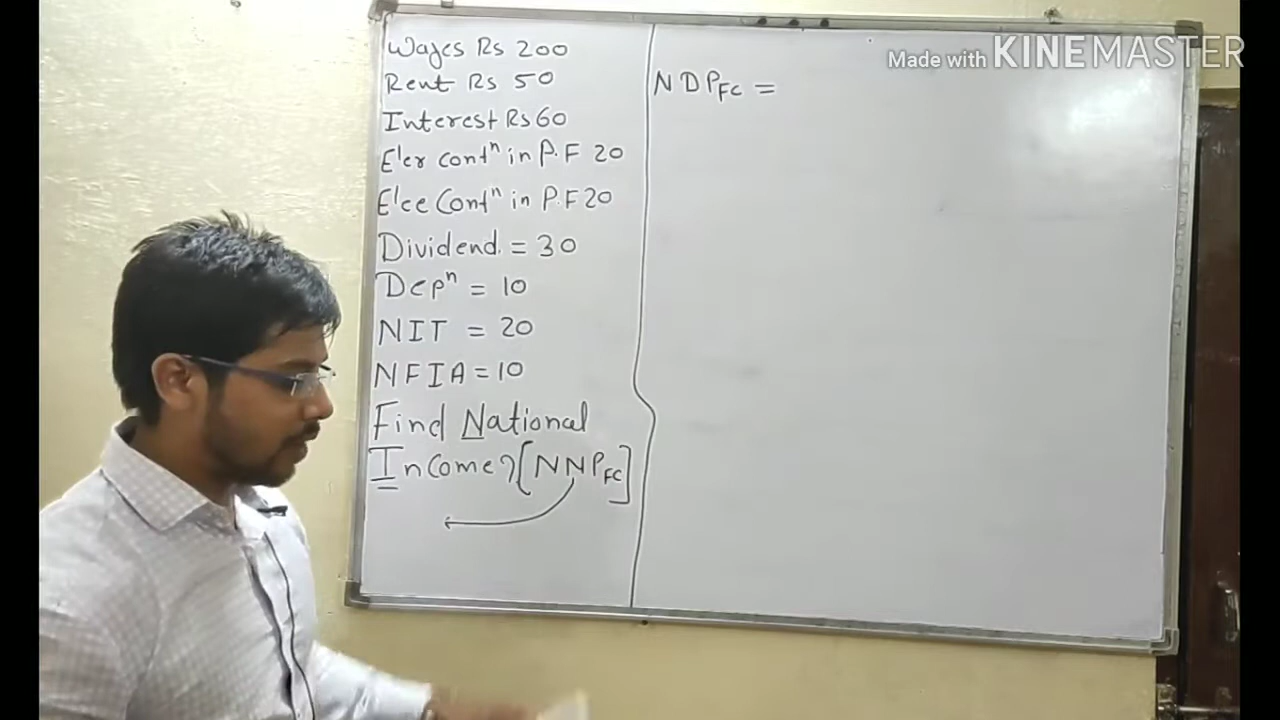 Wages Rs 200
Rent Rs 50
Interest Rs 60
E'er contⁿ in P.F 20
E'ee Contⁿ in P.F 20
Dividend. = 30
Depⁿ = 10
NIT = 20
NFIA = 10
Find National
Income? [NNPFC]
NDPFC =
Made with KINEMASTER